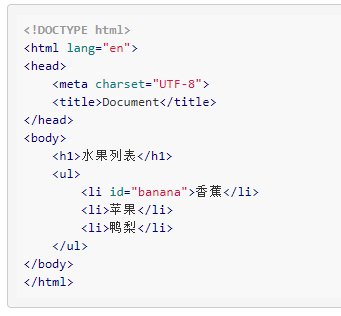 <!DOCTYPE html>
<html lang="en">
<head>
    <meta charset="UTF-8">
    <title>Document</title>
</head>
<body>
    <h1>水果列表</h1>
    <ul>
        <li id="banana">香蕉</li>
        <li>苹果</li>
        <li>鸭梨</li>
    </ul>
</body>
</html>